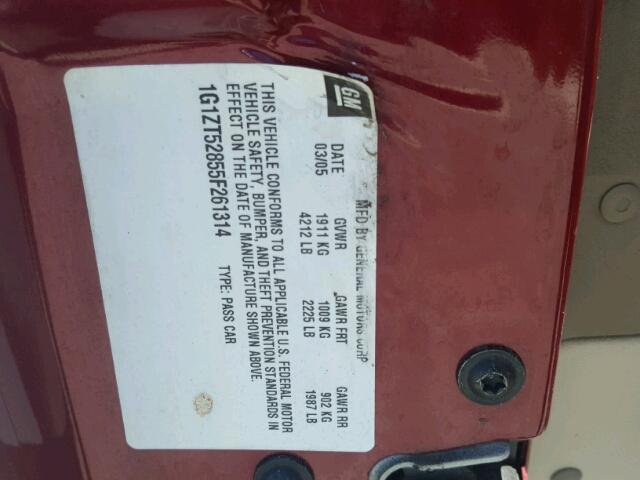 GM
MFD BY GENERAL MOTORS CORP
DATE GVWR GAWR FRT GAWR RR
03/05 1911 KG 1009 KG 902 KG
4212 LB 2225 LB 1987 LB
THIS VEHICLE CONFORMS TO ALL APPLICABLE U.S. FEDERAL MOTOR
VEHICLE SAFETY, BUMPER, AND THEFT PREVENTION STANDARDS IN
EFFECT ON THE DATE OF MANUFACTURE SHOWN ABOVE.
1G1ZT52855F261314 TYPE: PASS CAR